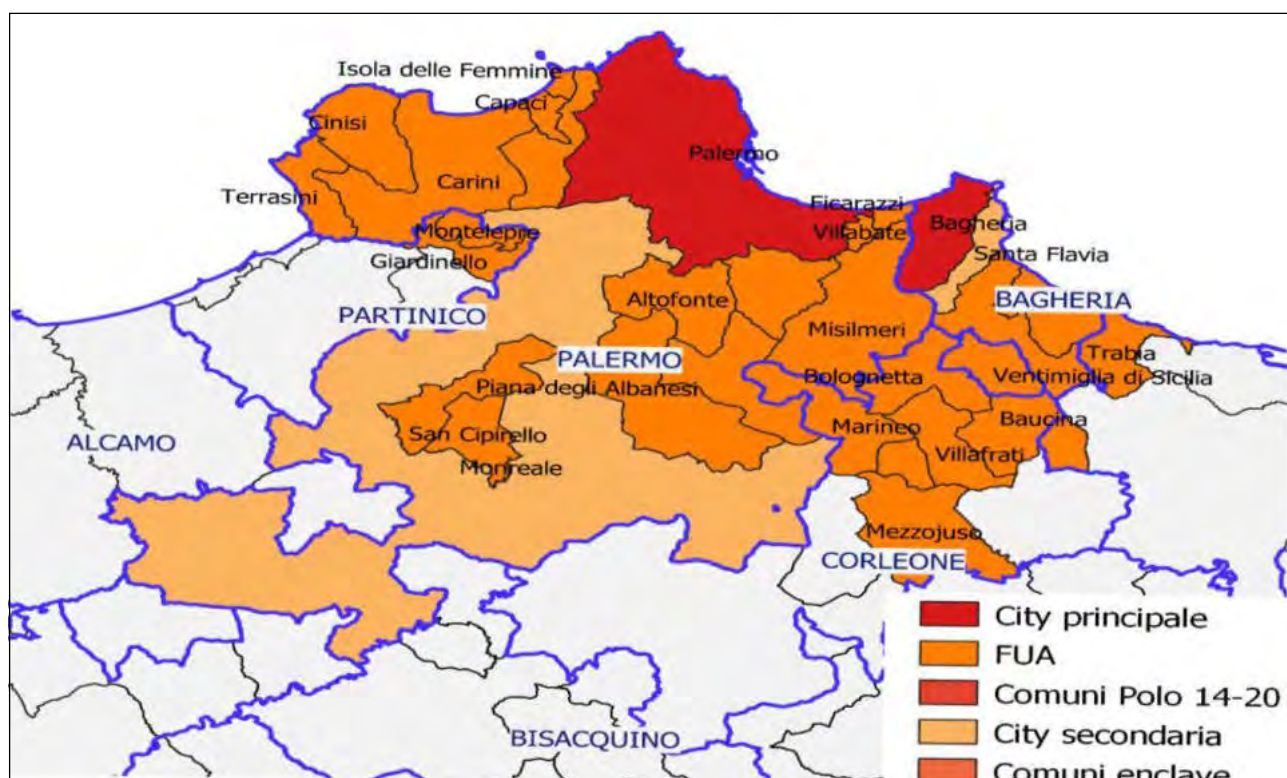 Isola delle Femmine
Capaci
Cinisi
Palermo
Carini
Terrasini
Ficarazzi
Bagheria
Montelepre
Villabate
Santa Flavia
Giardinello
Altofonte
BAGHERIA
PARTINICO
Misilmeri
PALERMO
Trabia
Piana degli Albanesi
Bolognetta
Ventimiglia di Sicilia
Baucina
ALCAMO
San Cipirello
Marineo
Villafrati
Monreale
Mezzojuso
CORLEONE
City principale
FUA
Comuni Polo 14-20
City secondaria
BISACQUINO
Comuni enclave